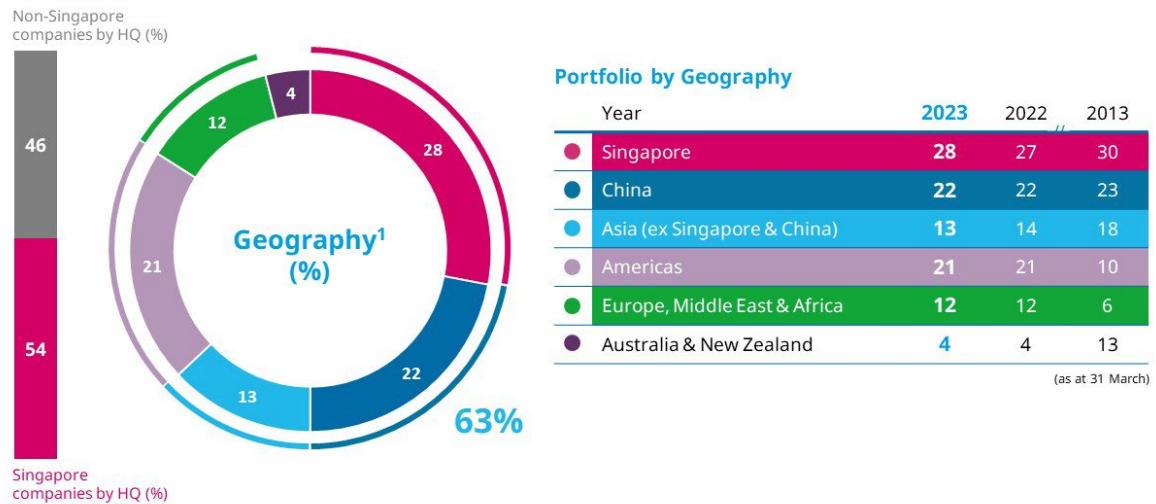 Non-Singapore
companies by HQ (%)
46
54
Singapore
companies by HQ (%)
4
12
28
21
22
13
Geography¹
(%)
63%
Portfolio by Geography
Year 2023 2022 // 2013
Singapore 28 27 30
China 22 22 23
Asia (ex Singapore & China) 13 14 18
Americas 21 21 10
Europe, Middle East & Africa 12 12 6
Australia & New Zealand 4 4 13
(as at 31 March)